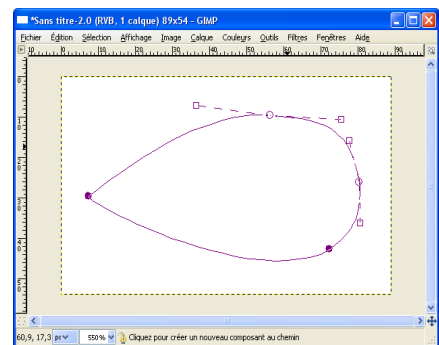 *Sans titre-2.0 (RVB, 1 calque) 89x54 - GIMP
Fichier Édition Sélection Affichage Image Calque Couleurs Outils Filtres Fenêtres Aide
60,9, 17,3 pt 550% Cliquez pour créer un nouveau composant au chemin